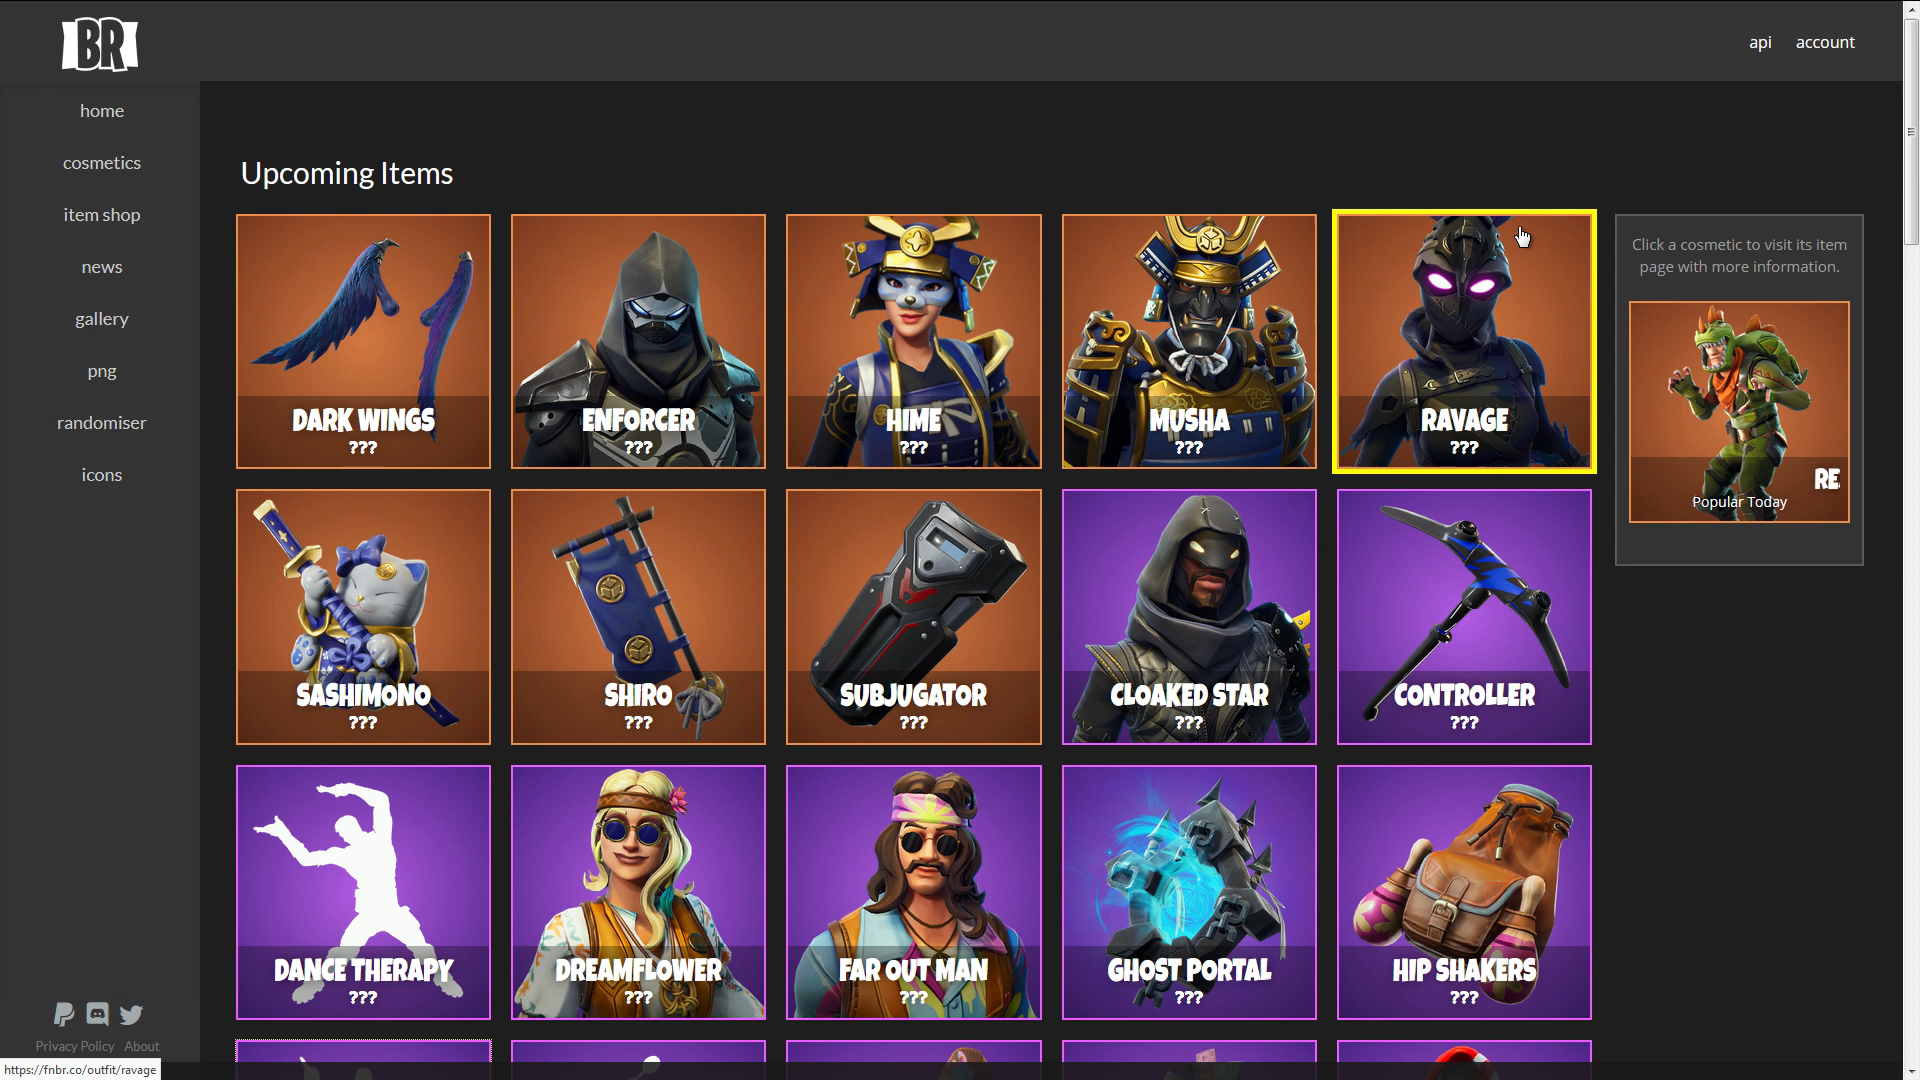 BR
api account
home
cosmetics
item shop
news
gallery
png
randomiser
icons
Upcoming Items
DARK WINGS
???
ENFORCER
???
HIME
???
MUSHA
???
RAVAGE
???
Click a cosmetic to visit its item
page with more information.
RE
Popular Today
SASHIMONO
???
SHIRO
???
SUBJUGATOR
???
CLOAKED STAR
???
CONTROLLER
???
DANCE THERAPY
???
DREAMFLOWER
???
FAR OUT MAN
???
GHOST PORTAL
???
HIP SHAKERS
???
Privacy Policy About
https://fnbr.co/outfit/ravage